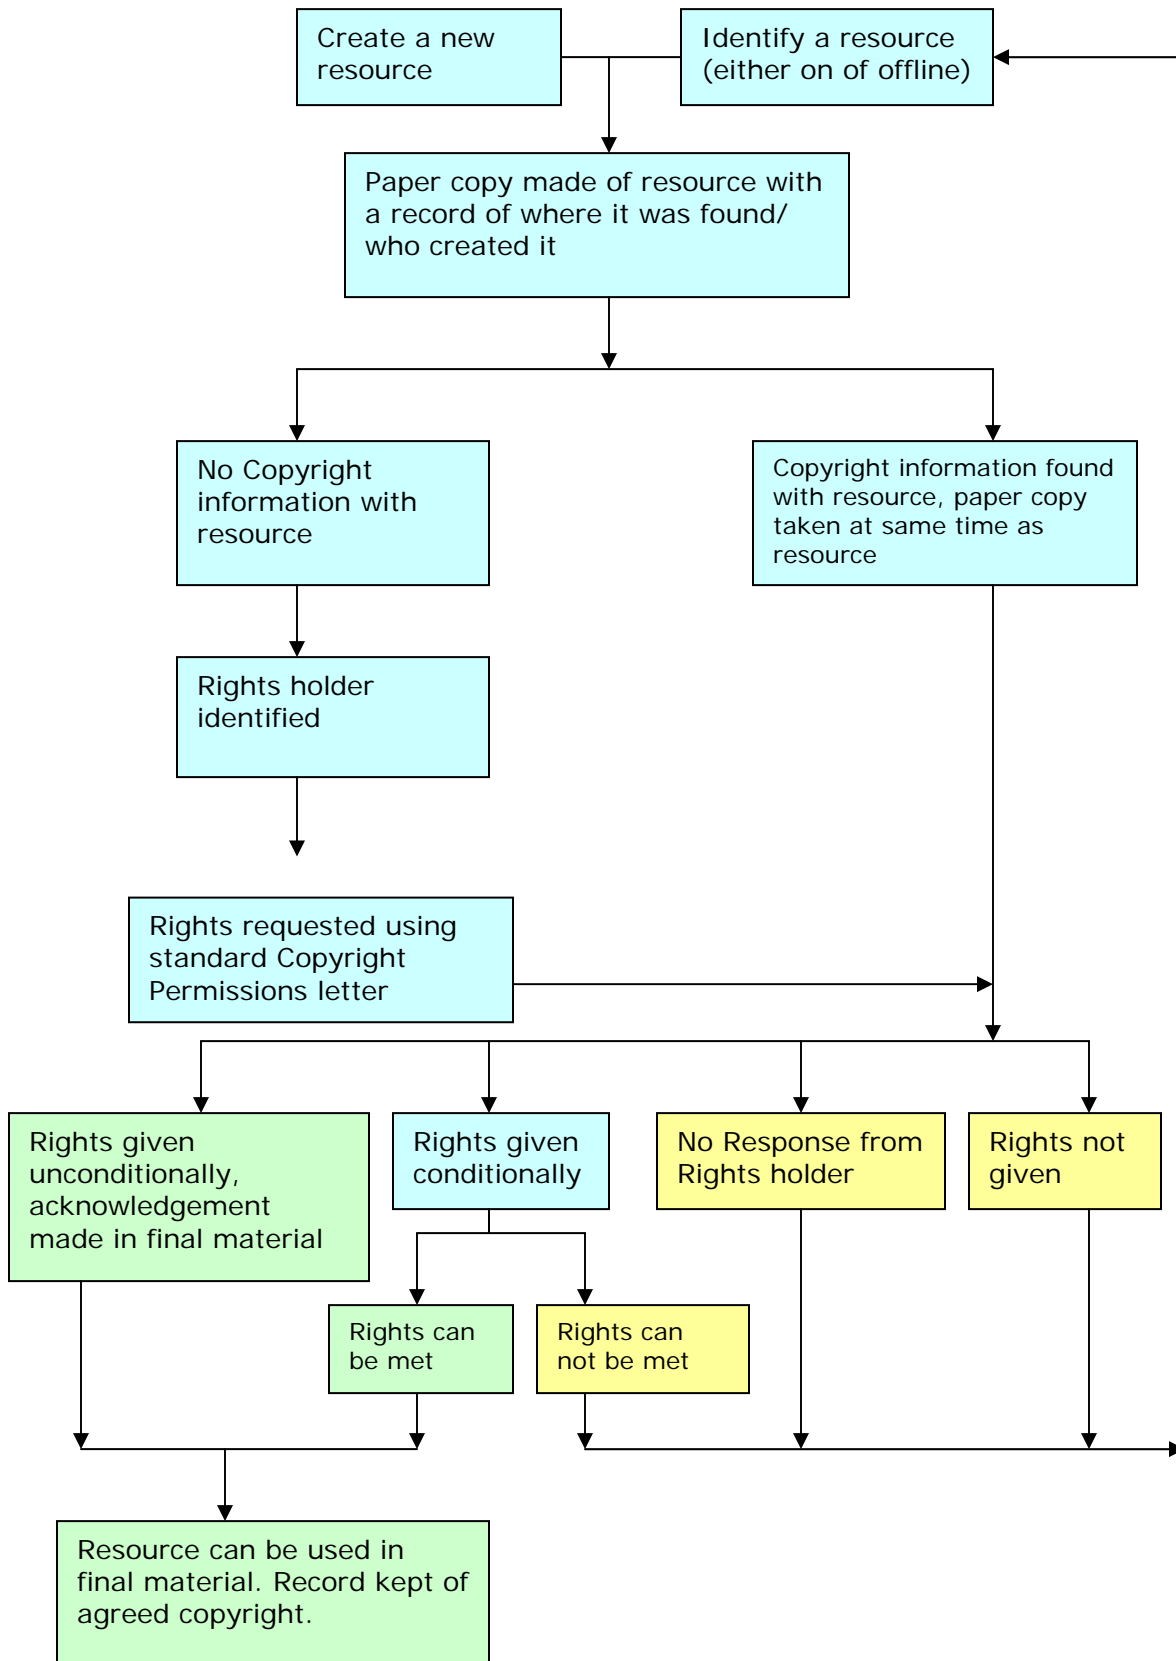 Create a new
resource
Identify a resource
(either on of offline)
Paper copy made of resource with
a record of where it was found/
who created it
No Copyright
information with
resource
Copyright information found
with resource, paper copy
taken at same time as
resource
Rights holder
identified
Rights requested using
standard Copyright
Permissions letter
Rights given
unconditionally,
acknowledgement
made in final material
Rights given
conditionally
No Response from
Rights holder
Rights not
given
Rights can
be met
Rights can
not be met
Resource can be used in
final material. Record kept of
agreed copyright.